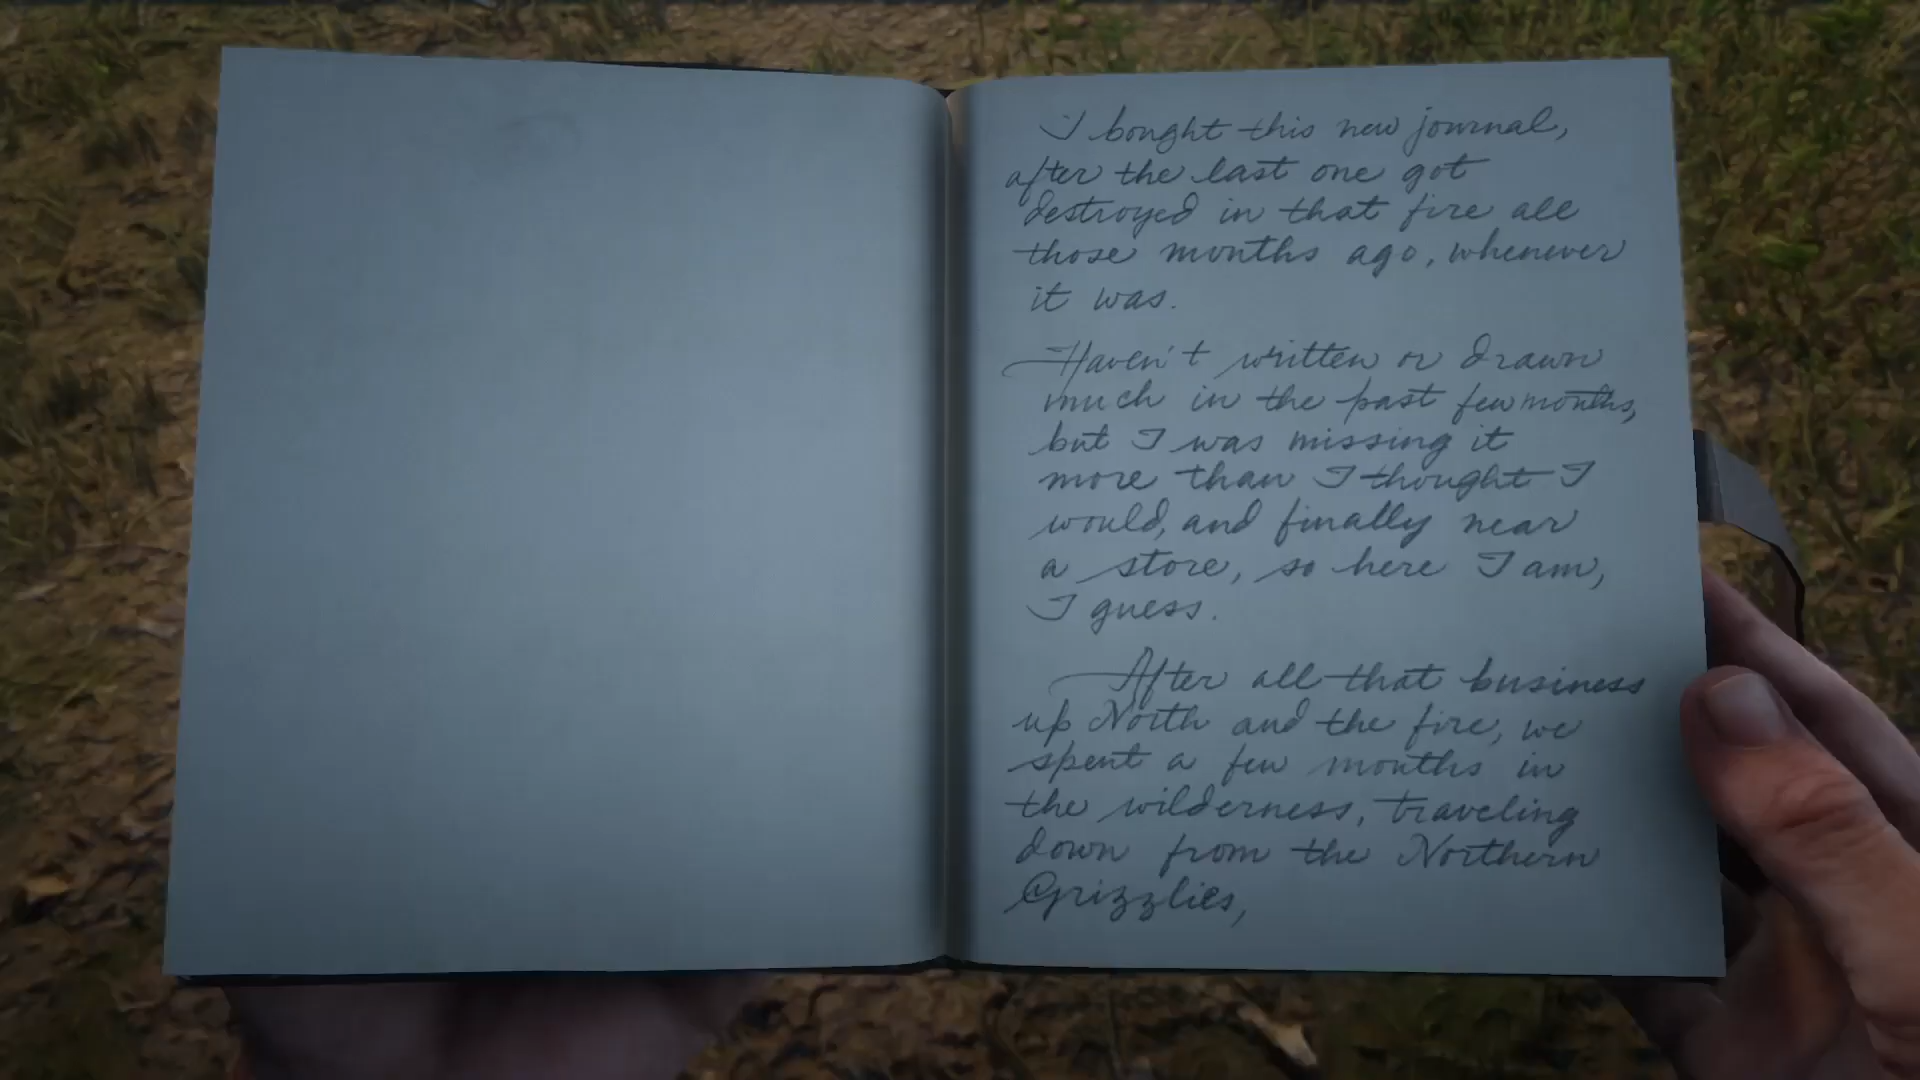 I bought this new journal,
after the last one got
destroyed in that fire all
those months ago, whenever
it was.
Haven't written or drawn
much in the past few months,
but I was missing it
more than I thought I
would, and finally near
a store, so here I am,
I guess.
After all that business
up North and the fire, we
spent a few months in
the wilderness, traveling
down from the Northern
Grizzlies,